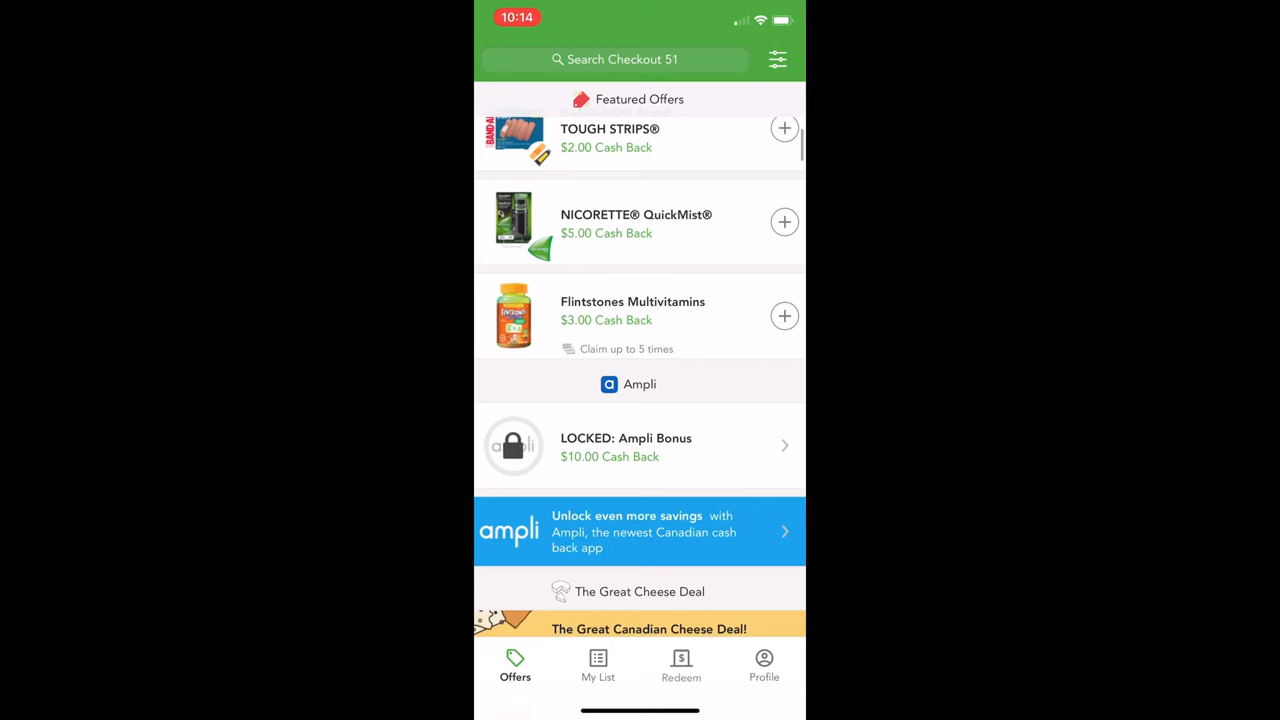 10:14
Search Checkout 51
Featured Offers
BAND-AI
TOUGH STRIPS®
$2.00 Cash Back
NICORETTE® QuickMist®
$5.00 Cash Back
Flintstones Multivitamins
$3.00 Cash Back
Claim up to 5 times
a Ampli
LOCKED: Ampli Bonus
$10.00 Cash Back
ampli
Unlock even more savings with
Ampli, the newest Canadian cash
back app
The Great Cheese Deal
The Great Canadian Cheese Deal!
Offers
My List
Redeem
Profile